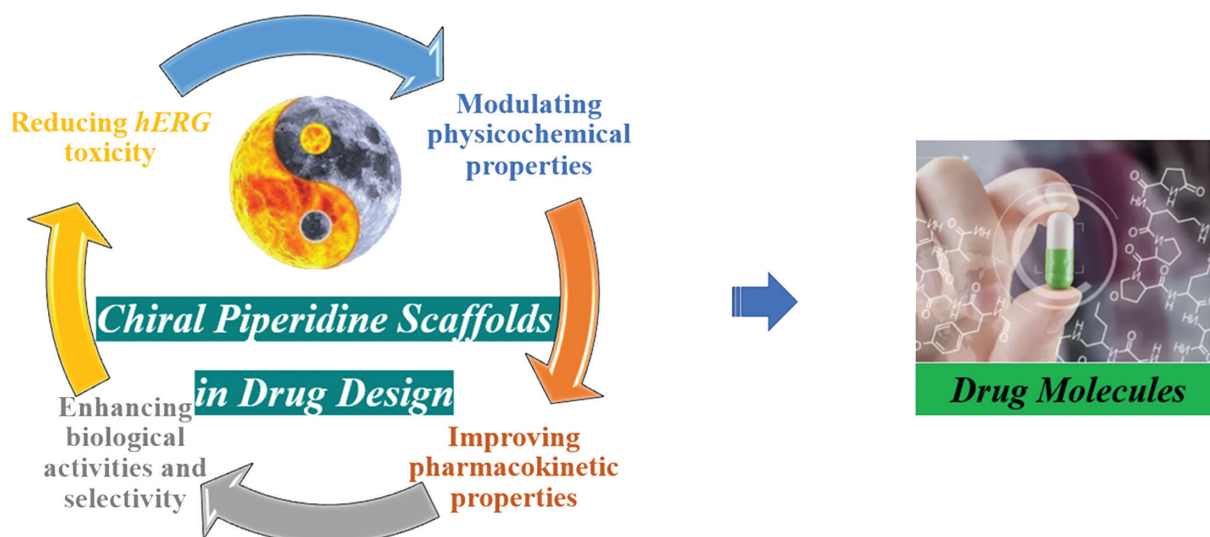 Reducing hERG
toxicity
Modulating
physicochemical
properties
Chiral Piperidine Scaffolds
in Drug Design
Enhancing
biological
activities and
selectivity
Improving
pharmacokinetic
properties
Drug Molecules